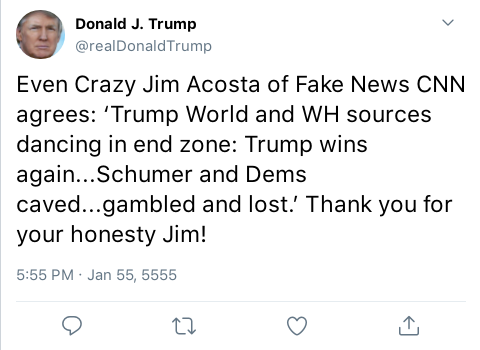 Donald J. Trump
@realDonaldTrump
Even Crazy Jim Acosta of Fake News CNN
agrees: ‘Trump World and WH sources
dancing in end zone: Trump wins
again...Schumer and Dems
caved...gambled and lost.’ Thank you for
your honesty Jim!
5:55 PM · Jan 55, 5555